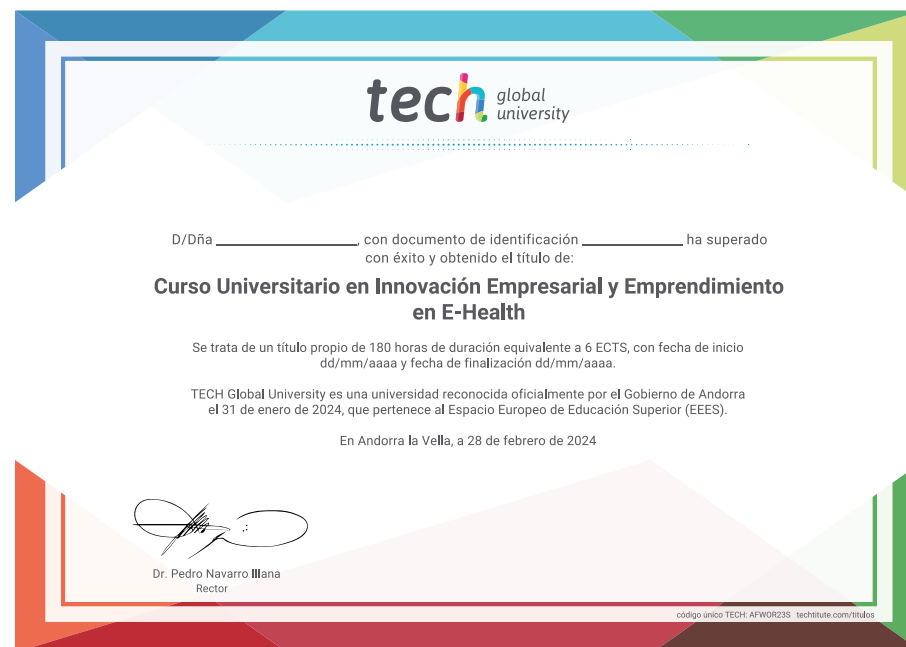 tech global university
D/Dña ______________, con documento de identificación ______________ ha superado
con éxito y obtenido el título de:
Curso Universitario en Innovación Empresarial y Emprendimiento
en E-Health
Se trata de un título propio de 180 horas de duración equivalente a 6 ECTS, con fecha de inicio
dd/mm/aaaa y fecha de finalización dd/mm/aaaa.
TECH Global University es una universidad reconocida oficialmente por el Gobierno de Andorra
el 31 de enero de 2024, que pertenece al Espacio Europeo de Educación Superior (EEES).
En Andorra la Vella, a 28 de febrero de 2024
Dr. Pedro Navarro Illana
Rector
código único TECH: AFWOR23S techtitute.com/titulos